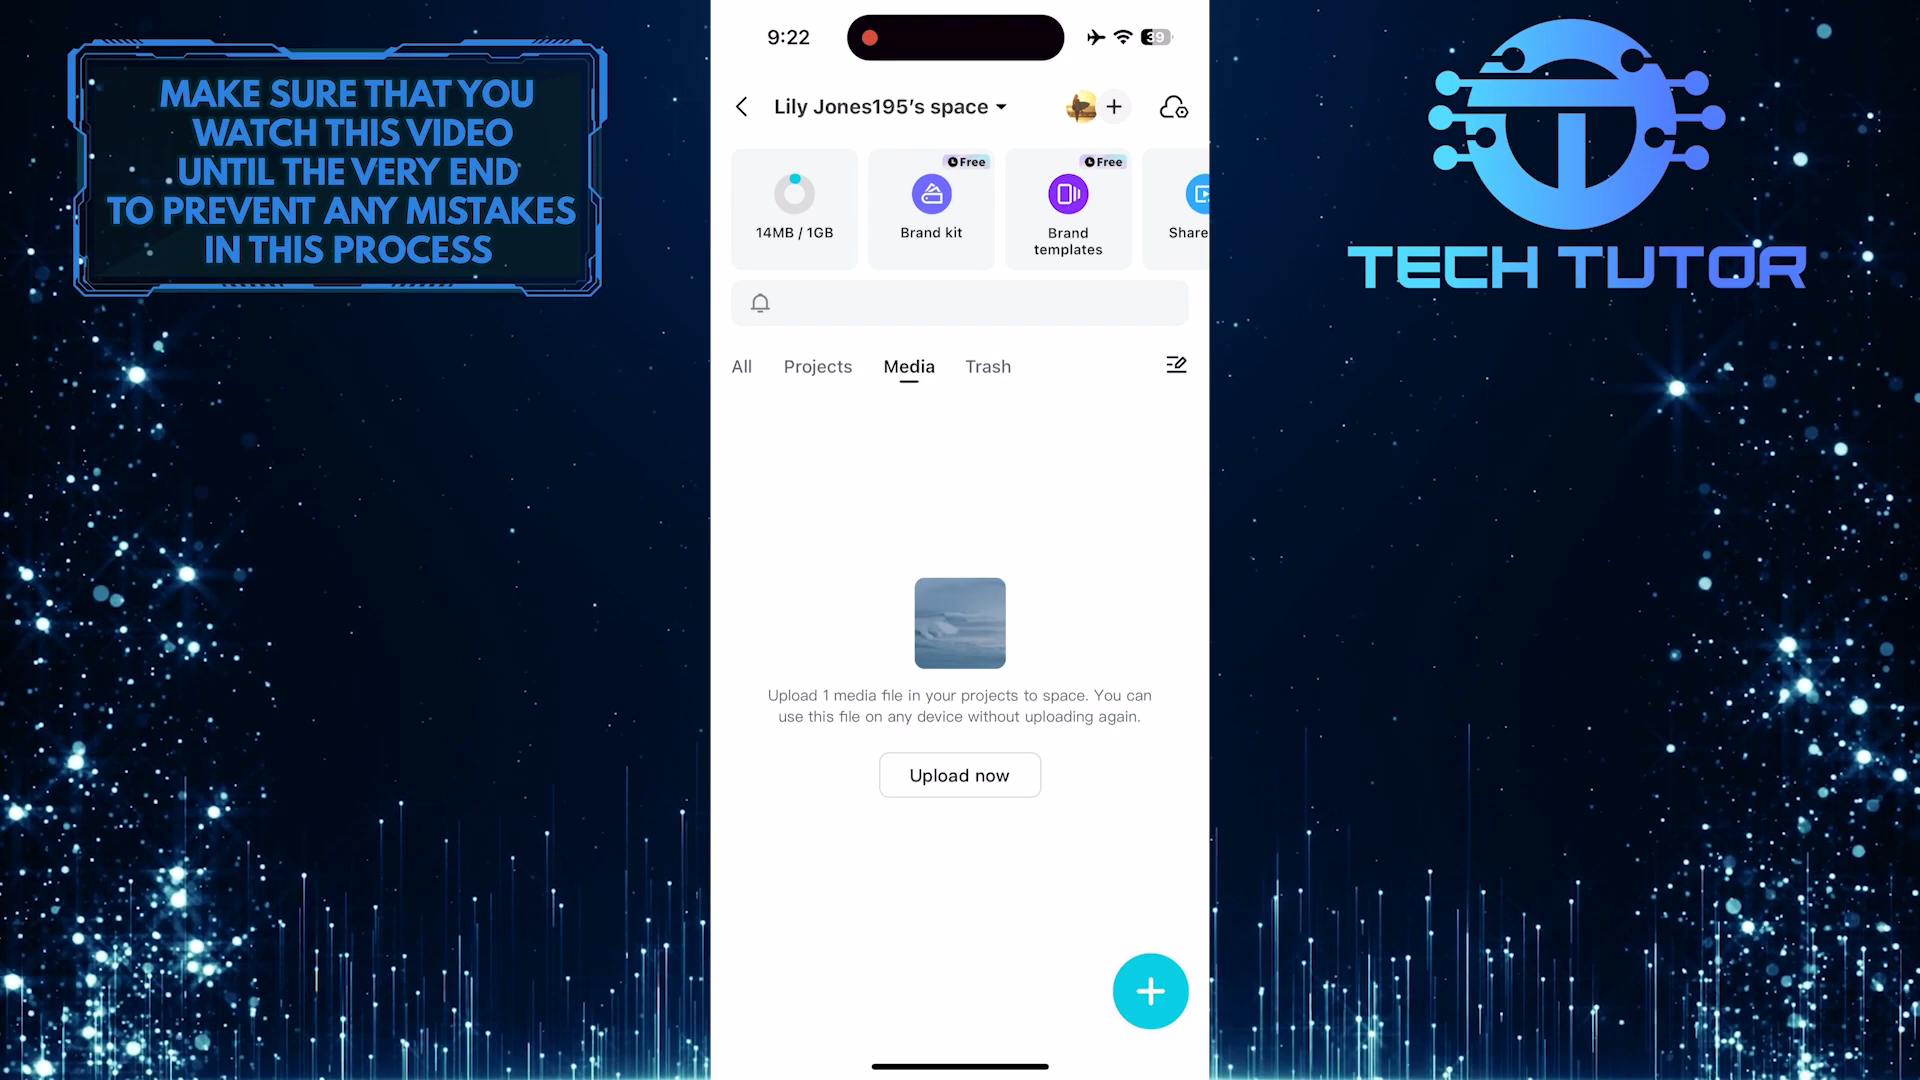 MAKE SURE THAT YOU
WATCH THIS VIDEO
UNTIL THE VERY END
TO PREVENT ANY MISTAKES
IN THIS PROCESS
9:22
39
Lily Jones195's space
14MB / 1GB
Free
Brand kit
Free
Brand
templates
Share
All
Projects
Media
Trash
Upload 1 media file in your projects to space. You can
use this file on any device without uploading again.
Upload now
TECH TUTOR